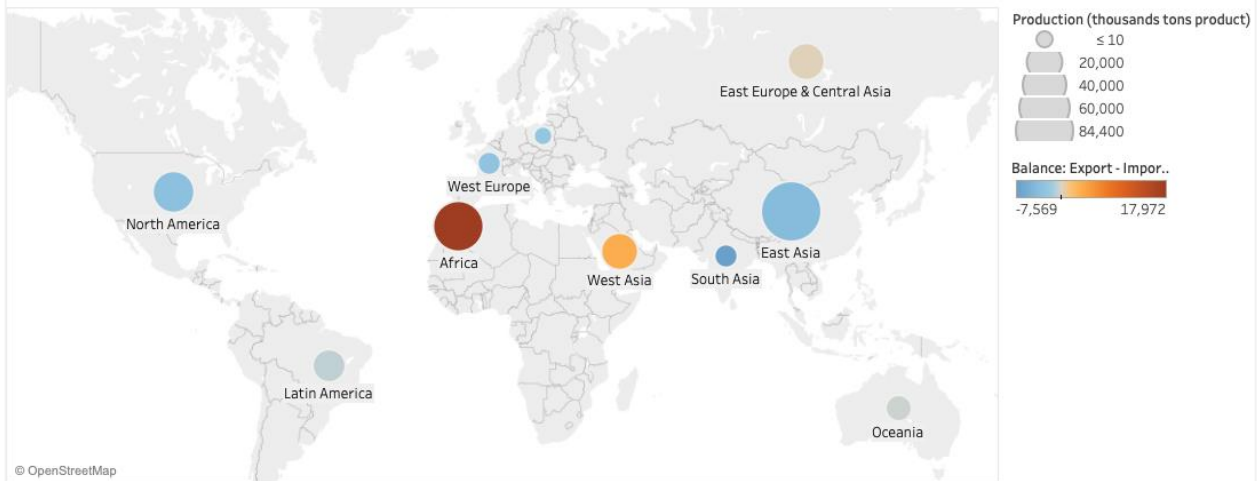 Production (thousands tons product)
≤ 10
20,000
40,000
60,000
84,400
Balance: Export - Impor..
-7,569 17,972
East Europe & Central Asia
West Europe
North America
Africa
West Asia
South Asia
East Asia
Latin America
Oceania
© OpenStreetMap